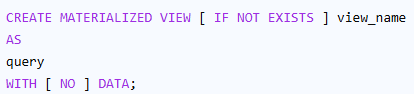 CREATE MATERIALIZED VIEW [ IF NOT EXISTS ] view_name
AS
query
WITH [ NO ] DATA;